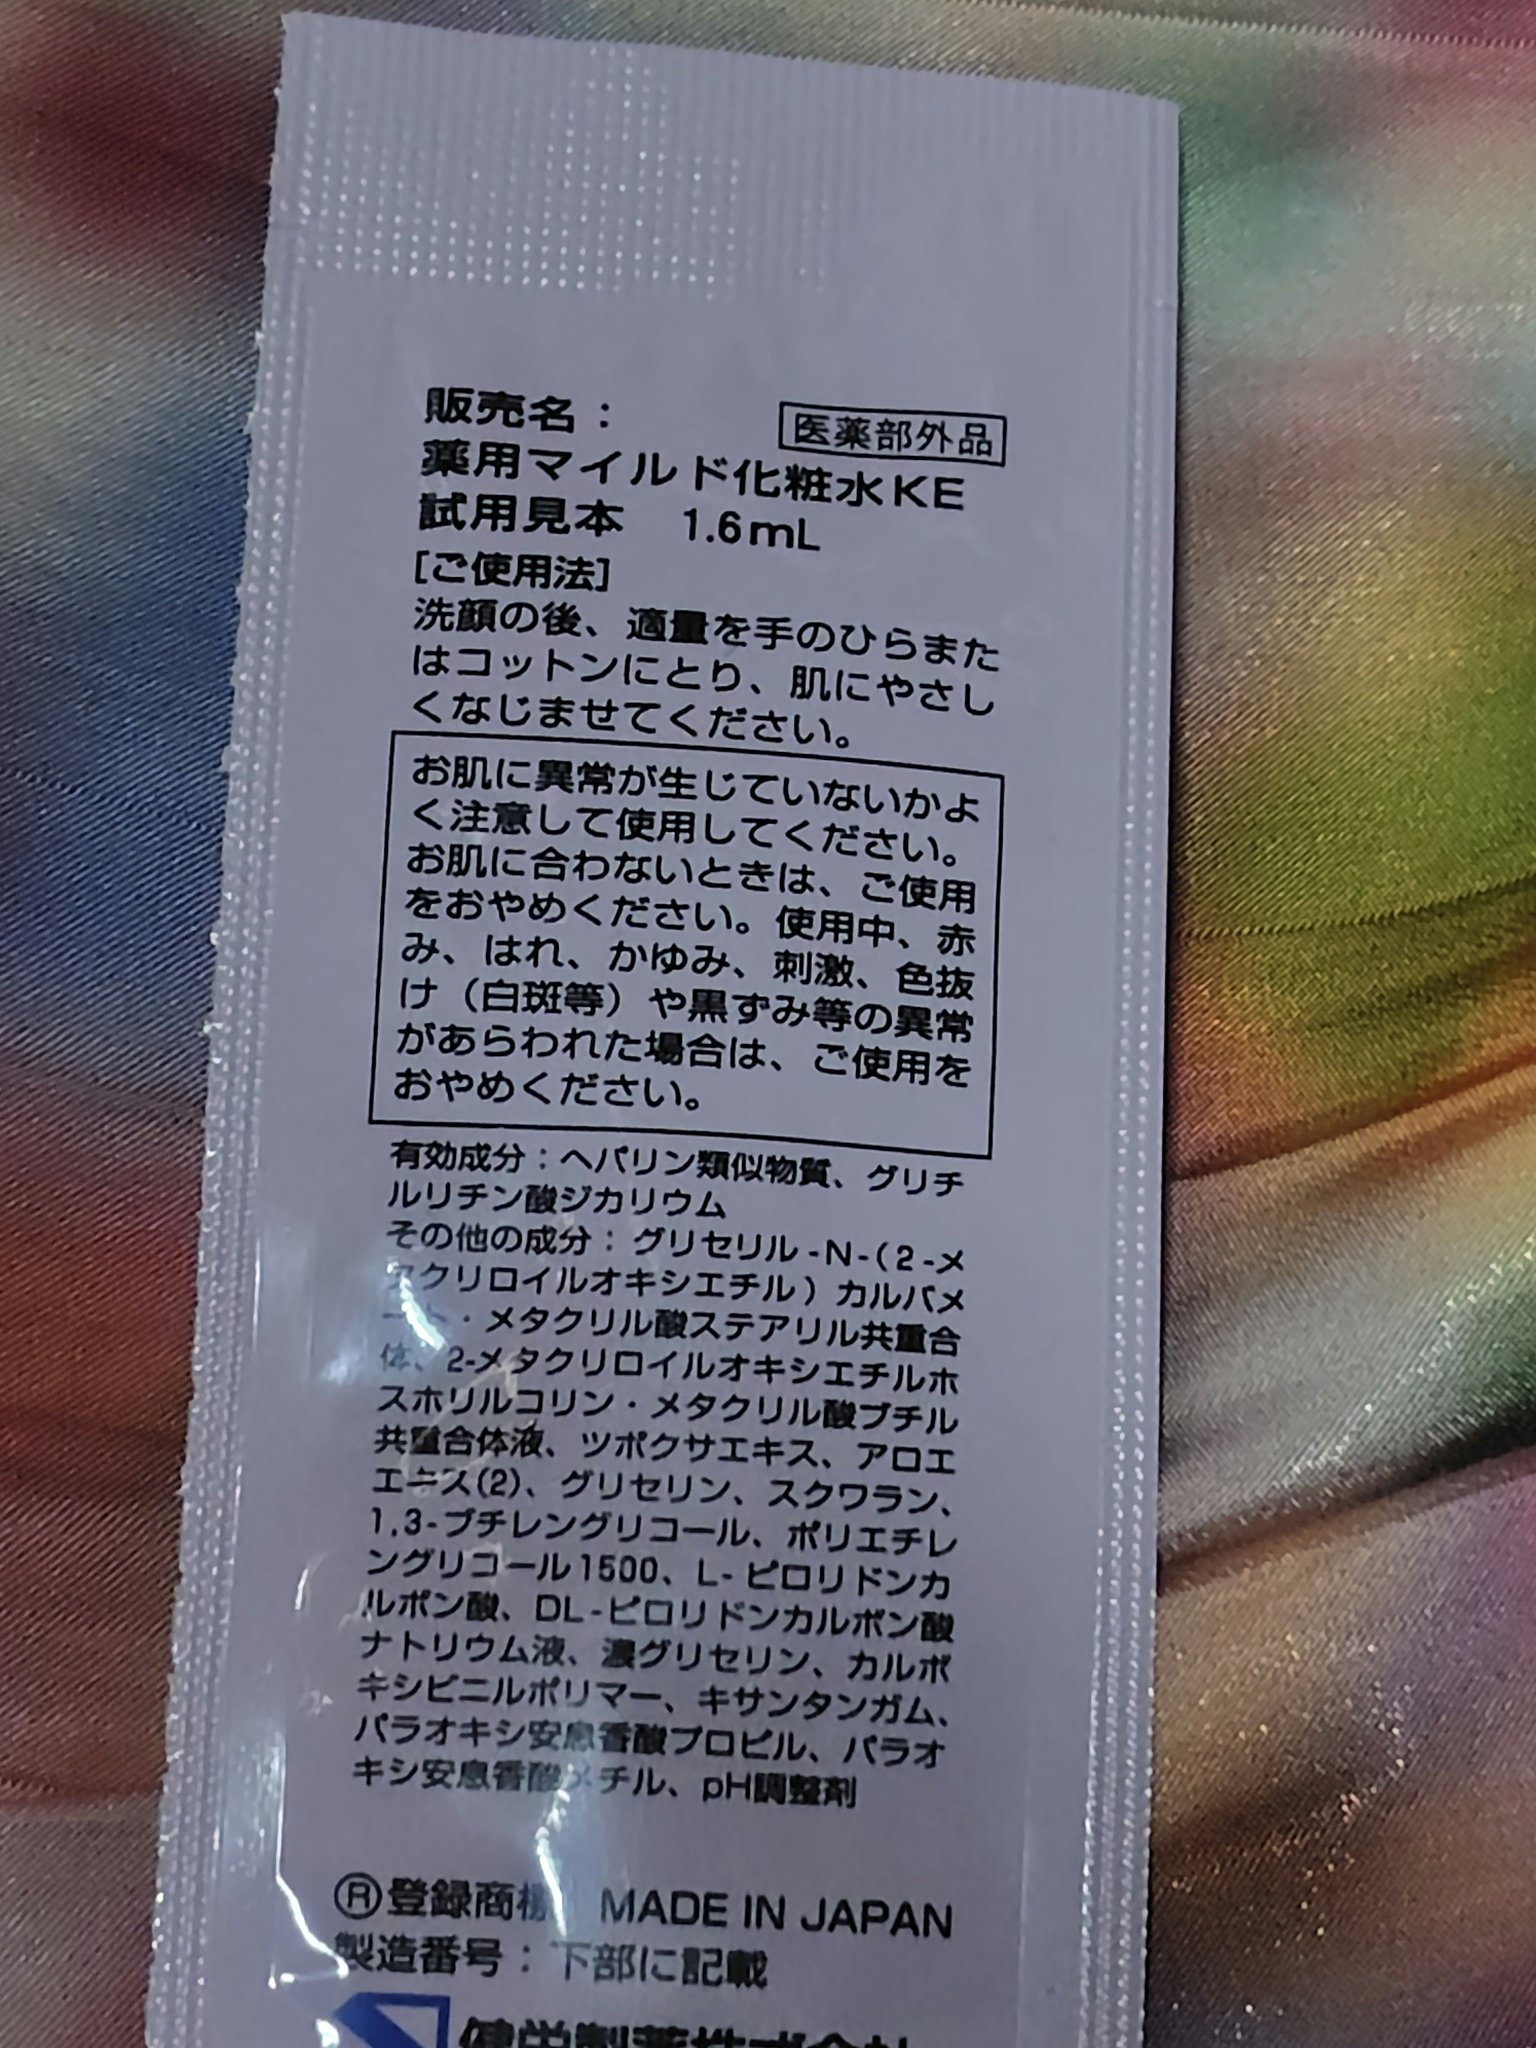 販売名：
医薬部外品
薬用マイルド化粧水KE
試用見本　1.6mL
[ご使用法]
洗顔の後、適量を手のひらまた
はコットンにとり、肌にやさし
くなじませてください。
お肌に異常が生じていないかよ
く注意して使用してください。
お肌に合わないときは、ご使用
をおやめください。使用中、赤
み、はれ、かゆみ、刺激、色抜
け（白斑等）や黒ずみ等の異常
があらわれた場合は、ご使用を
おやめください。
有効成分：ヘパリン類似物質、グリチ
ルリチン酸ジカリウム
その他の成分：グリセリル-N-(2-メ
タクリロイルオキシエチル）カルバメ
ート・メタクリル酸ステアリル共重合
体、2-メタクリロイルオキシエチルホ
スホリルコリン・メタクリル酸ブチル
共重合体液、ツボクサエキス、アロエ
エキス(2)、グリセリン、スクワラン、
1,3-ブチレングリコール、ポリエチレ
ングリコール1500、L-ピロリドンカ
ルボン酸、DL-ピロリドンカルボン酸
ナトリウム液、濃グリセリン、カルボ
キシビニルポリマー、キサンタンガム、
パラオキシ安息香酸プロピル、パラオ
キシ安息香酸メチル、pH調整剤
®登録商標　MADE IN JAPAN
製造番号：下部に記載
健栄製薬株式会社